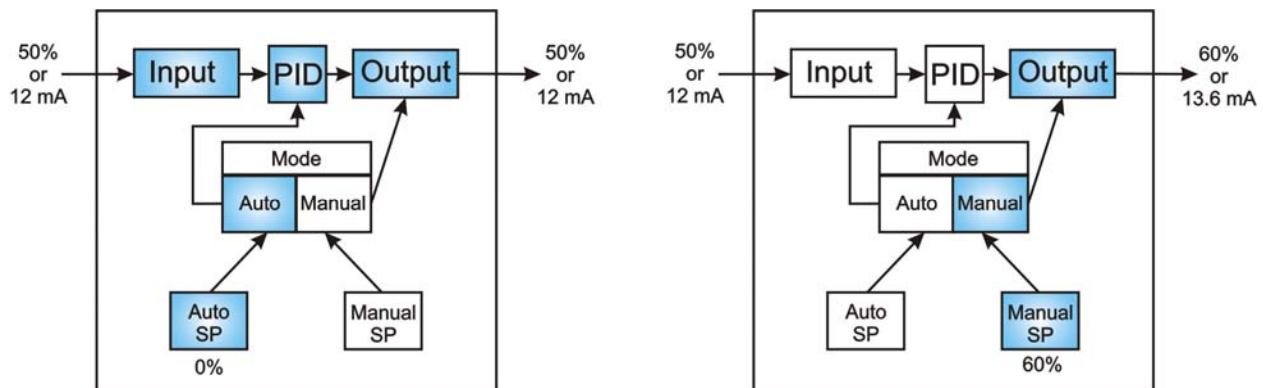 50%
or
12 mA
Input
PID
Output
50%
or
12 mA
Mode
Auto
Manual
Auto
SP
0%
Manual
SP
50%
or
12 mA
Input
PID
Output
60%
or
13.6 mA
Mode
Auto
Manual
Auto
SP
Manual
SP
60%